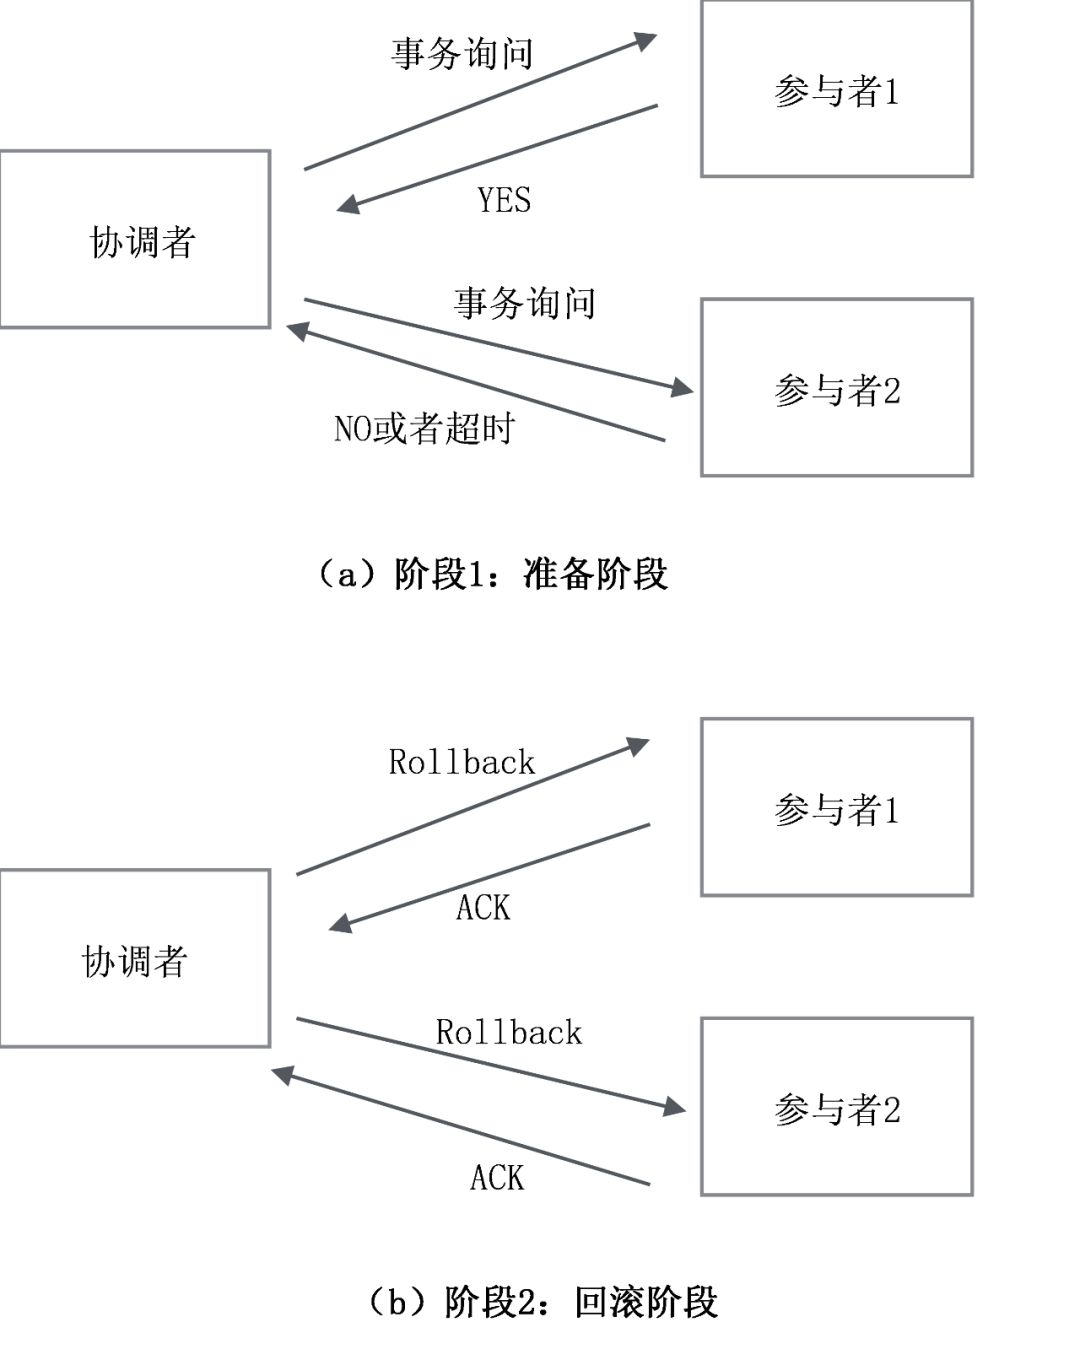 事务询问
参与者1
YES
协调者
事务询问
参与者2
NO或者超时
（a）阶段1：准备阶段
Rollback
参与者1
ACK
协调者
Rollback
参与者2
ACK
（b）阶段2：回滚阶段